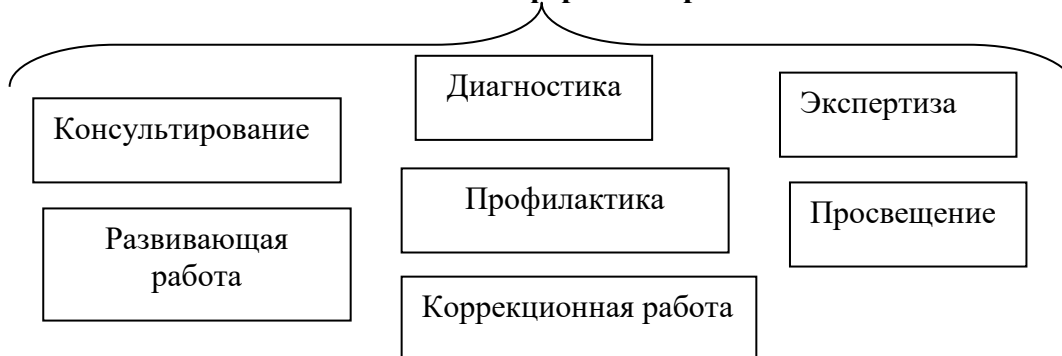 Диагностика
Экспертиза
Консультирование
Профилактика
Просвещение
Развивающая
работа
Коррекционная работа